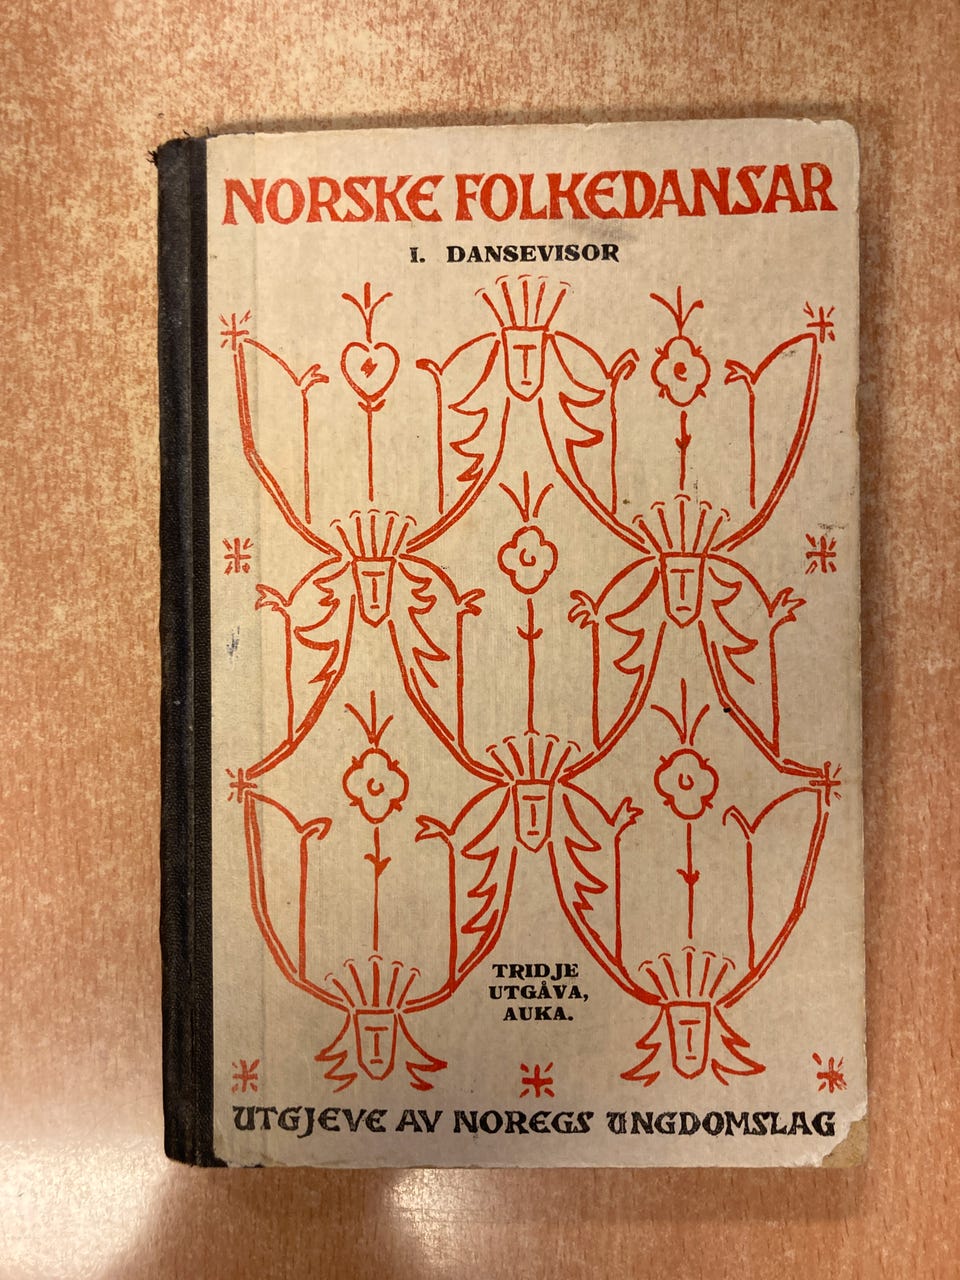 NORSKE FOLKEDANSAR
I. DANSEVISOR
TRIDJE
UTGÅVA,
AUKA.
UTGJEVE AV NOREGS UNGDOMSLAG